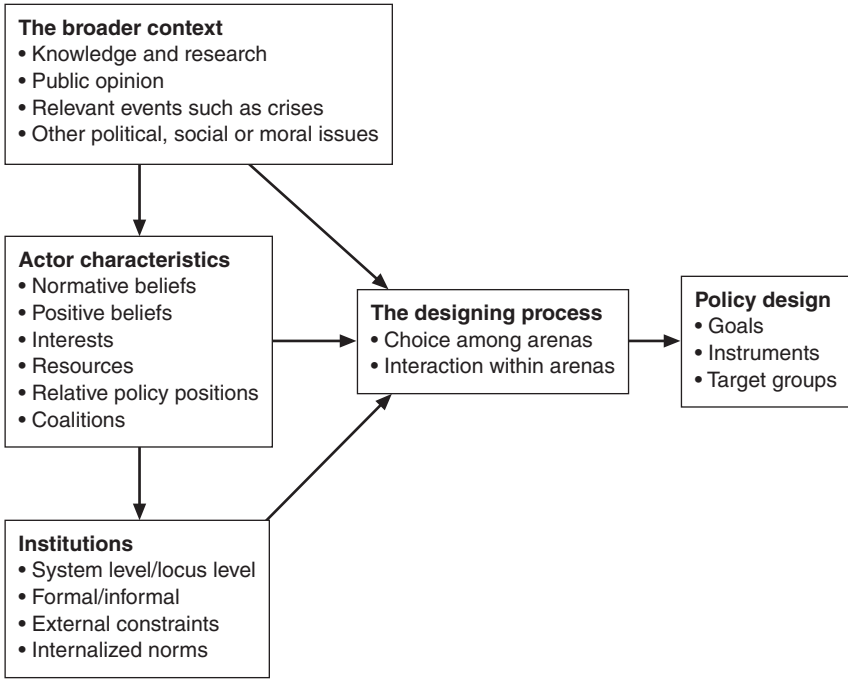 The broader context
• Knowledge and research
• Public opinion
• Relevant events such as crises
• Other political, social or moral issues
Actor characteristics
• Normative beliefs
• Positive beliefs
• Interests
• Resources
• Relative policy positions
• Coalitions
The designing process
• Choice among arenas
• Interaction within arenas
Policy design
• Goals
• Instruments
• Target groups
Institutions
• System level/locus level
• Formal/informal
• External constraints
• Internalized norms